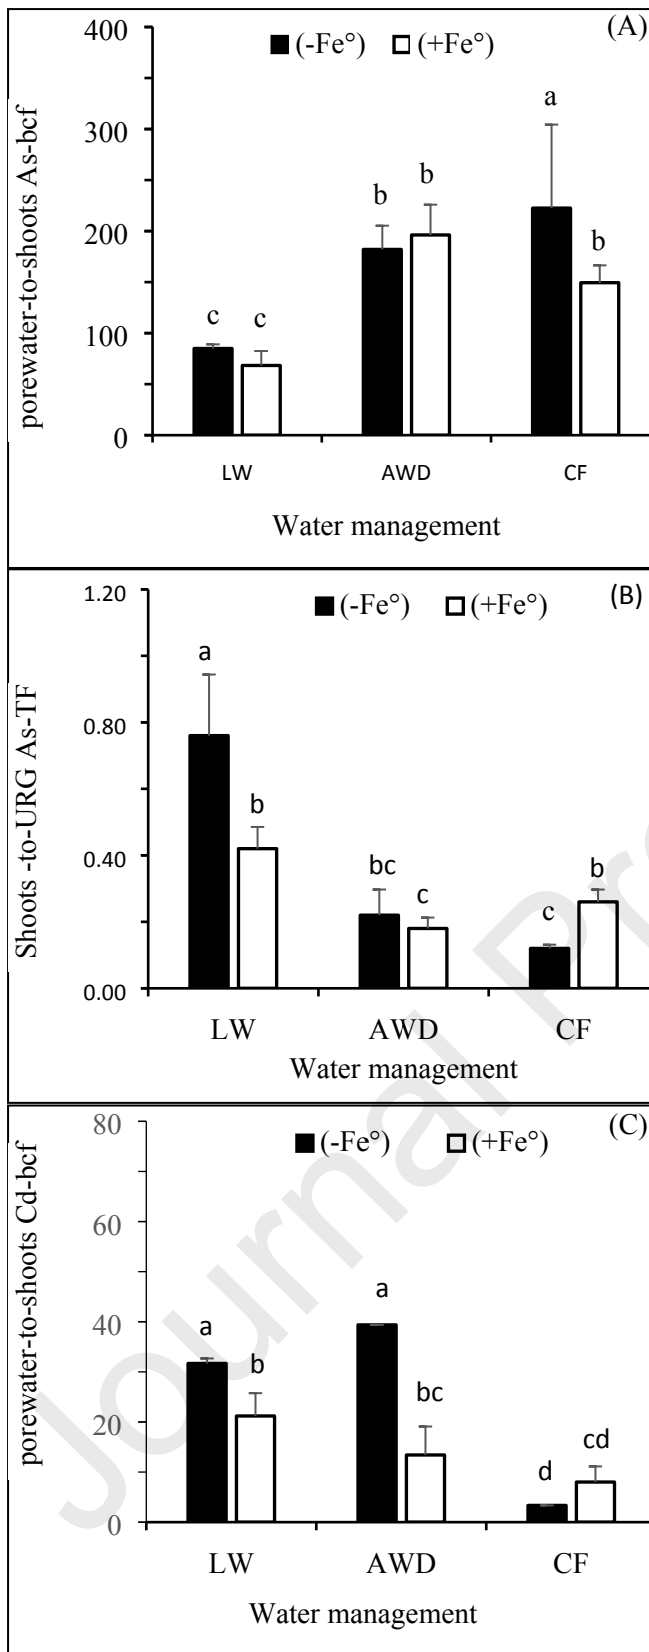 (A)
400
(-Fe°) (+Fe°)
a
300
b b
200
b
porewater-to-shoots As-bcf
c c
100
0
LW AWD CF
Water management
1.20
(B)
(-Fe°) (+Fe°)
a
0.80
b
Shoots -to-URG As-TF
0.40
bc c
c b
0.00
LW AWD CF
Water management
80
(C)
(-Fe°) (+Fe°)
60
porewater-to-shoots Cd-bcf
40
a
a b
20
bc
d cd
0
LW AWD CF
Water management
Journal Pre